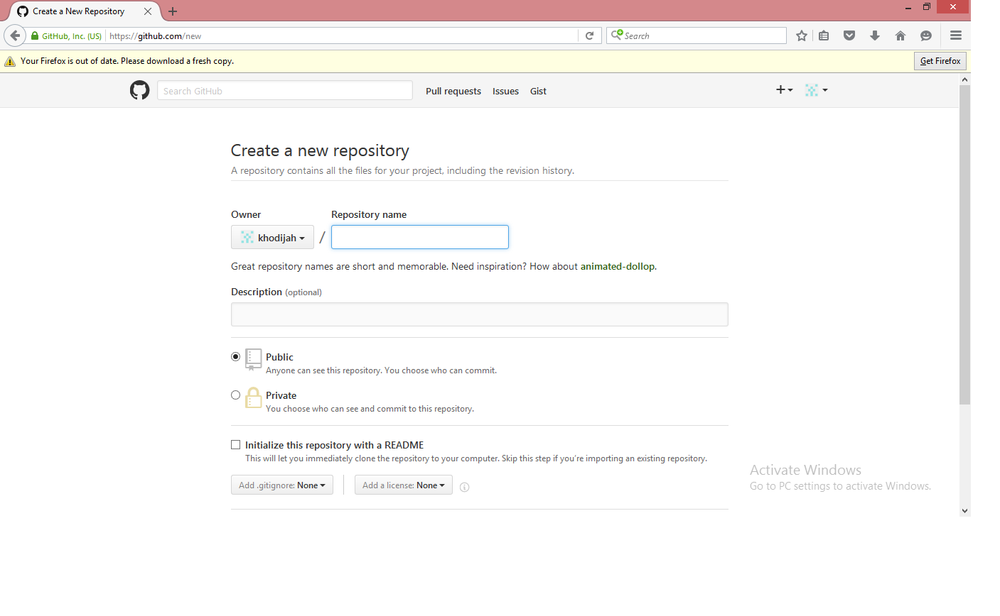 Create a New Repository
GitHub, Inc. (US) https://github.com/new Search
Your Firefox is out of date. Please download a fresh copy. Get Firefox
Search GitHub Pull requests Issues Gist
Create a new repository
A repository contains all the files for your project, including the revision history.
Owner Repository name
khodijah /
Great repository names are short and memorable. Need inspiration? How about animated-dollop.
Description (optional)
Public
Anyone can see this repository. You choose who can commit.
Private
You choose who can see and commit to this repository.
Initialize this repository with a README
This will let you immediately clone the repository to your computer. Skip this step if you're importing an existing repository.
Add .gitignore: None Add a license: None
Activate Windows
Go to PC settings to activate Windows.